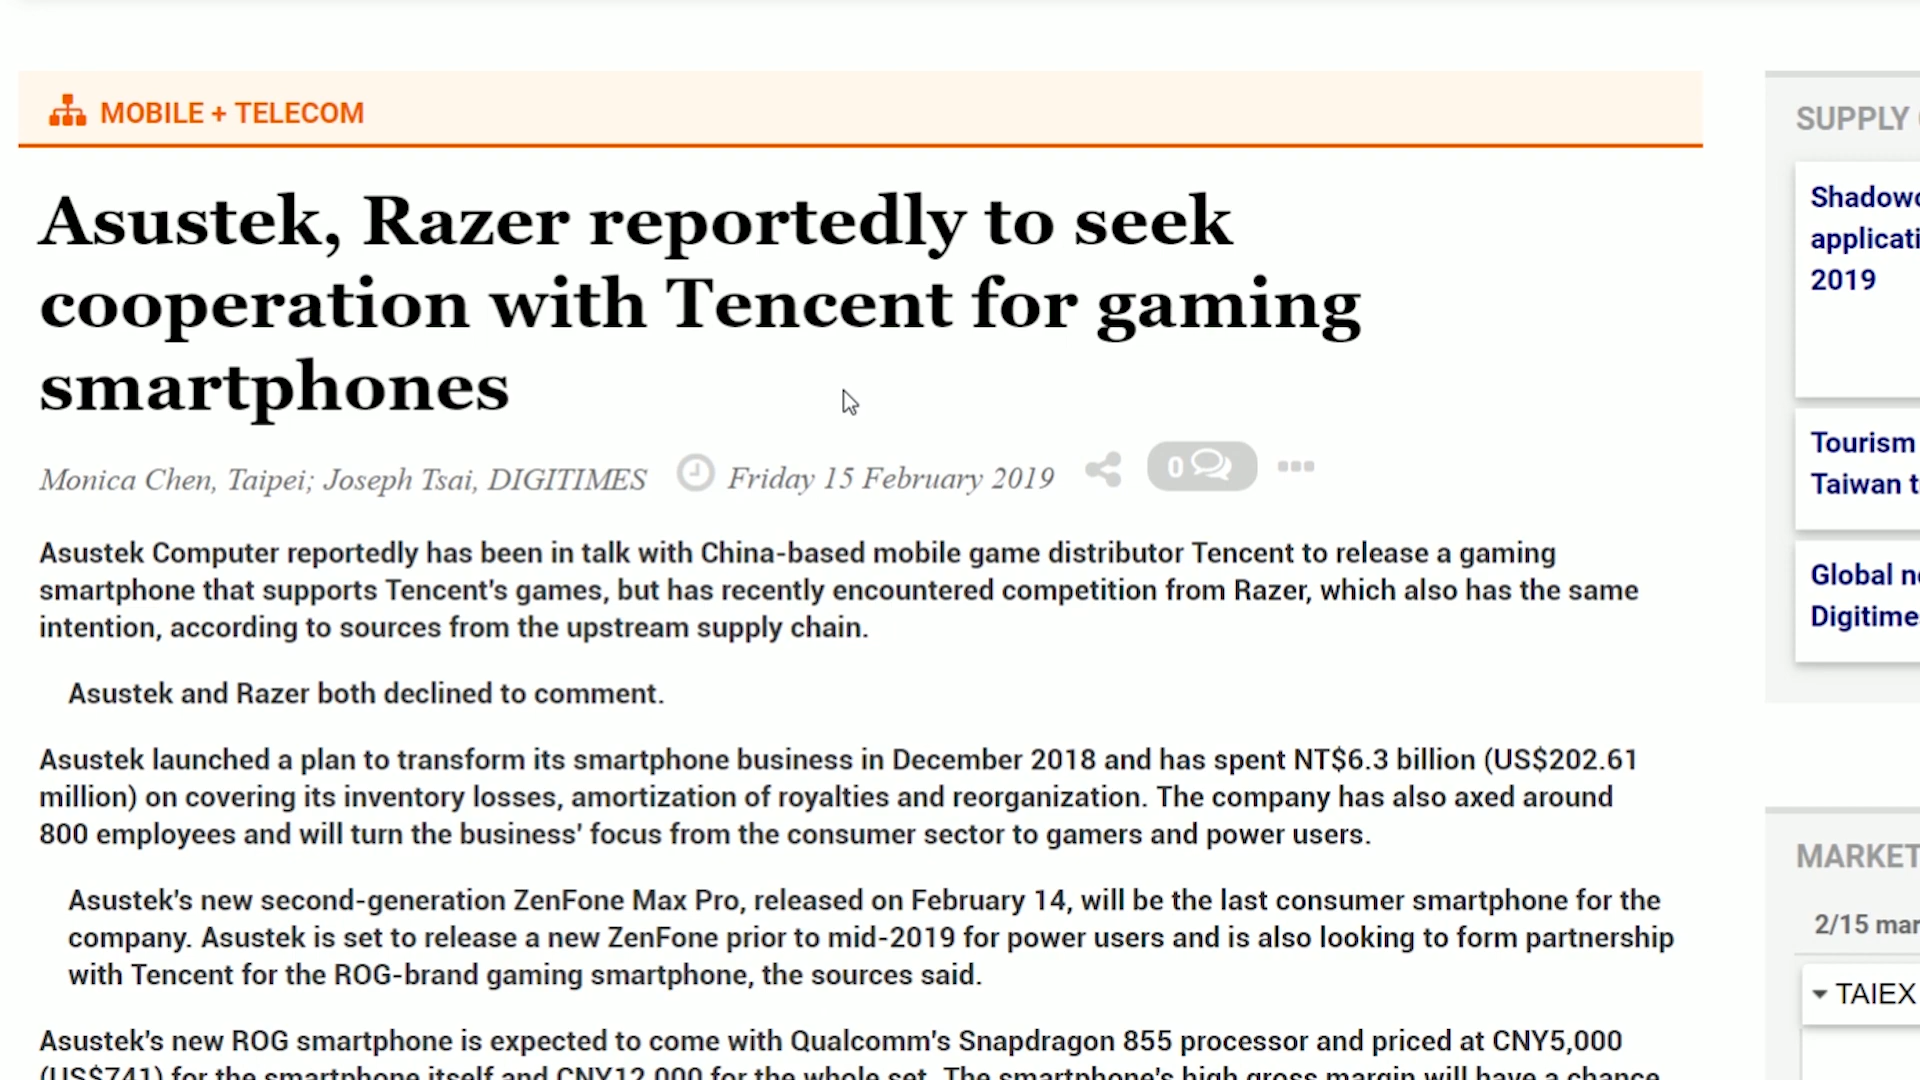 MOBILE + TELECOM
Asustek, Razer reportedly to seek
cooperation with Tencent for gaming
smartphones
Monica Chen, Taipei; Joseph Tsai, DIGITIMES Friday 15 February 2019 0
Asustek Computer reportedly has been in talk with China-based mobile game distributor Tencent to release a gaming
smartphone that supports Tencent's games, but has recently encountered competition from Razer, which also has the same
intention, according to sources from the upstream supply chain.
Asustek and Razer both declined to comment.
Asustek launched a plan to transform its smartphone business in December 2018 and has spent NT$6.3 billion (US$202.61
million) on covering its inventory losses, amortization of royalties and reorganization. The company has also axed around
800 employees and will turn the business' focus from the consumer sector to gamers and power users.
Asustek's new second-generation ZenFone Max Pro, released on February 14, will be the last consumer smartphone for the
company. Asustek is set to release a new ZenFone prior to mid-2019 for power users and is also looking to form partnership
with Tencent for the ROG-brand gaming smartphone, the sources said.
Asustek's new ROG smartphone is expected to come with Qualcomm's Snapdragon 855 processor and priced at CNY5,000
(US$741) for the smartphone itself and CNY12,000 for the whole set. The smartphone's high gross margin will have a chance
SUPPLY
2019
Tourism
Taiwan
Global
MARKET
2/15
TAIEX